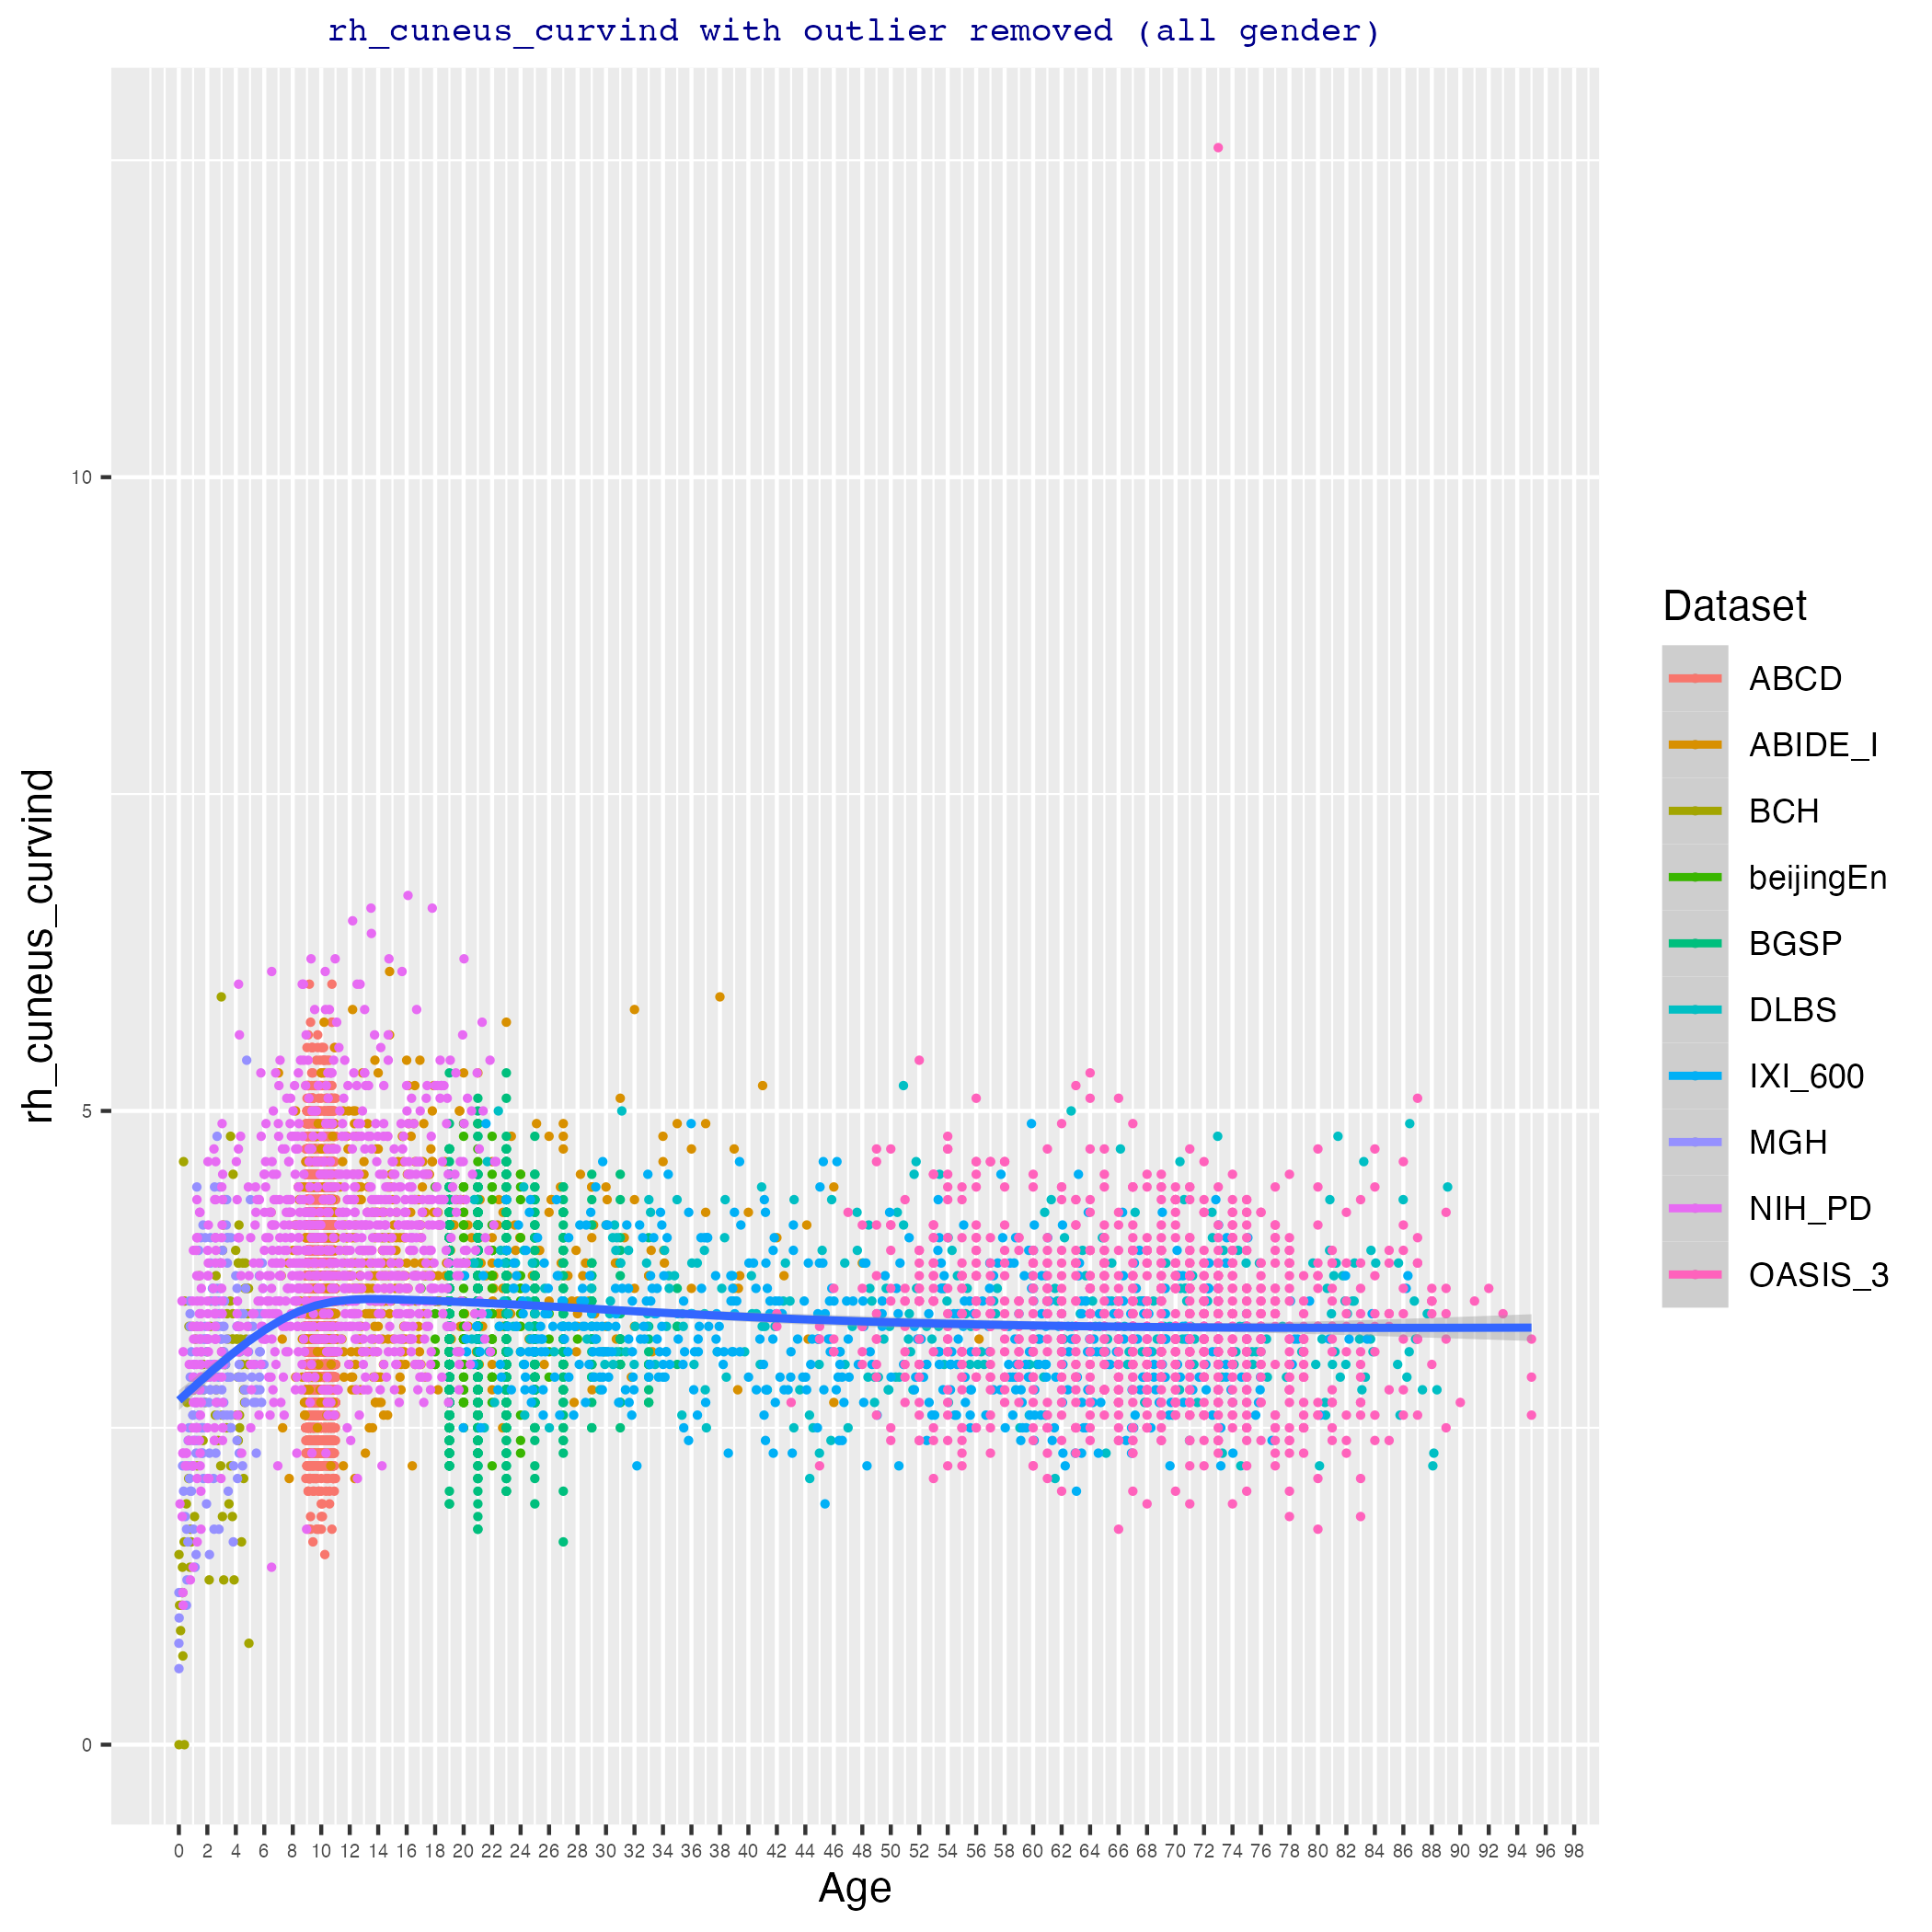 rh_cuneus_curvind with outlier removed (all gender)
rh_cuneus_curvind
10
5
0
0 2 4 6 8 10 12 14 16 18 20 22 24 26 28 30 32 34 36 38 40 42 44 46 48 50 52 54 56 58 60 62 64 66 68 70 72 74 76 78 80 82 84 86 88 90 92 94 96 98
Age
Dataset
ABCD
ABIDE_I
BCH
beijingEn
BGSP
DLBS
IXI_600
MGH
NIH_PD
OASIS_3